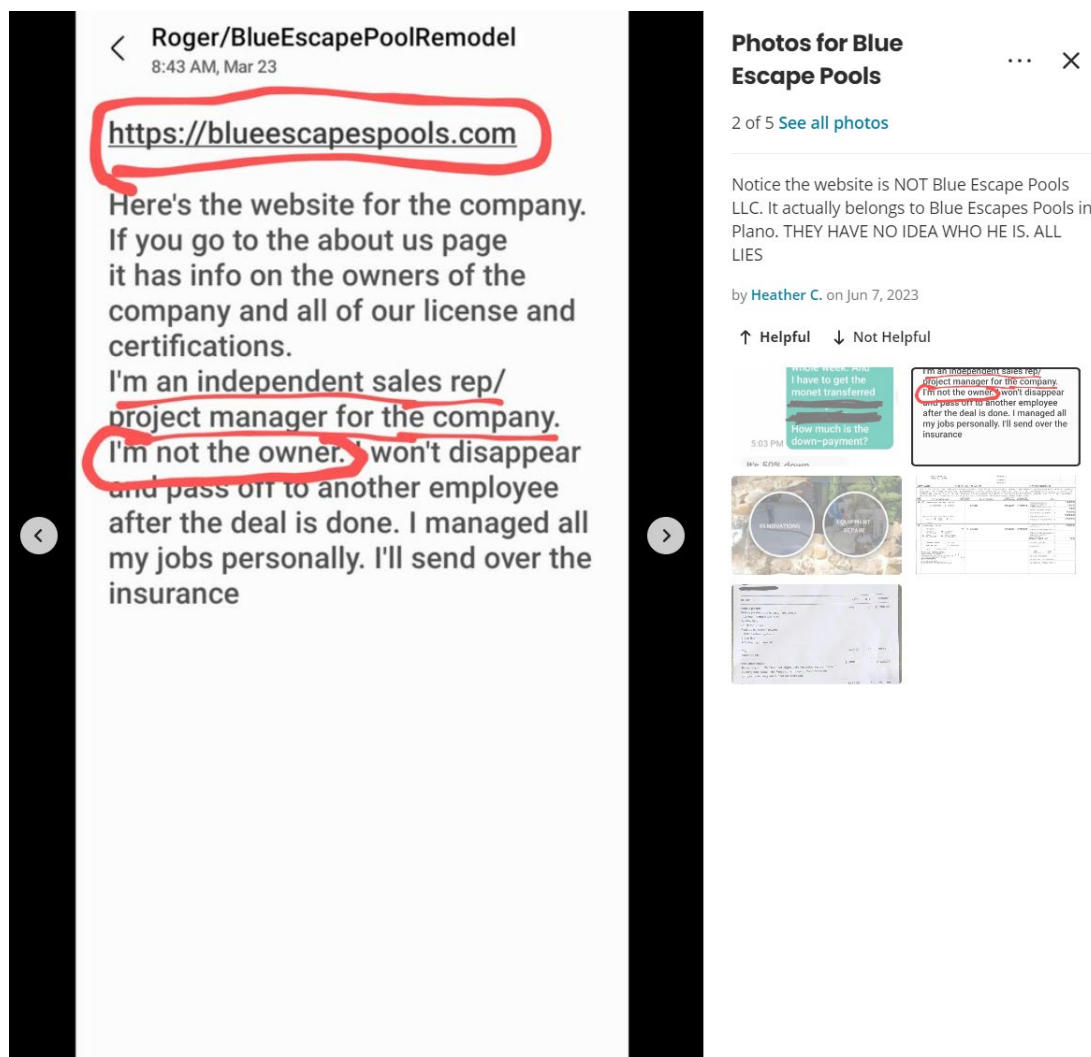 Roger/BlueEscapePoolRemodel
8:43 AM, Mar 23
https://blueescapespools.com
Here's the website for the company.
If you go to the about us page
it has info on the owners of the
company and all of our license and
certifications.
I'm an independent sales rep/
project manager for the company.
I'm not the owner. I won't disappear
and pass off to another employee
after the deal is done. I managed all
my jobs personally. I'll send over the
insurance
Photos for Blue
Escape Pools
2 of 5 See all photos
Notice the website is NOT Blue Escape Pools
LLC. It actually belongs to Blue Escapes Pools in
Plano. THEY HAVE NO IDEA WHO HE IS. ALL
LIES
by Heather C. on Jun 7, 2023
Helpful
Not Helpful
whole week. And
I have to get the
monet transferred
How much is the
down-payment?
5:03 PM
It's 50% down
I'm an independent sales rep/
project manager for the company.
I'm not the owner. I won't disappear
and pass off to another employee
after the deal is done. I managed all
my jobs personally. I'll send over the
insurance
RENOVATIONS
EQUIPMENT
REPAIR